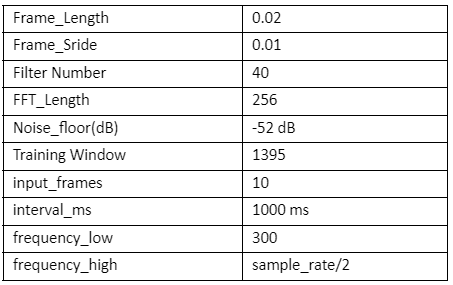 Frame_Length 0.02
Frame_Sride 0.01
Filter Number 40
FFT_Length 256
Noise_floor(dB) -52 dB
Training Window 1395
input_frames 10
interval_ms 1000 ms
frequency_low 300
frequency_high sample_rate/2